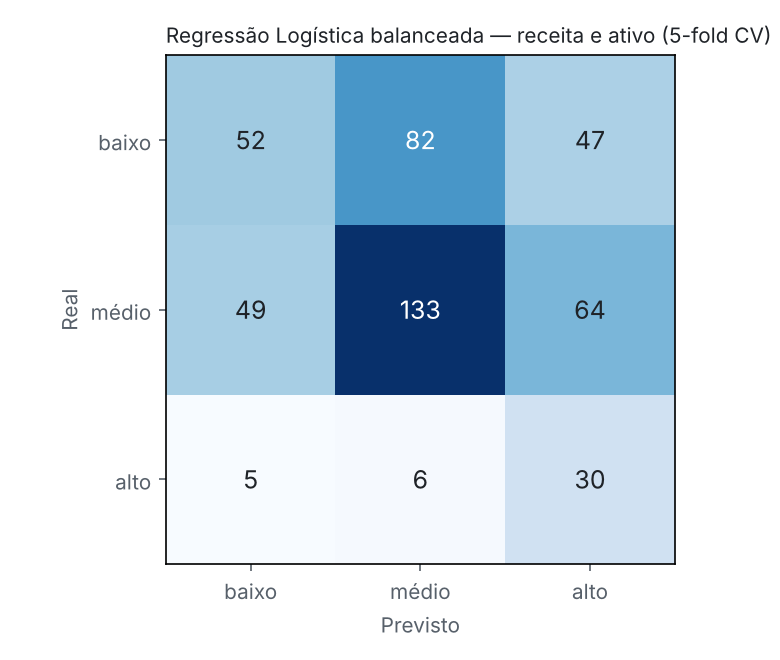 Regressão Logística balanceada — receita e ativo (5-fold CV)
baixo 52 82 47
Real
médio 49 133 64
alto 5 6 30
baixo médio alto
Previsto